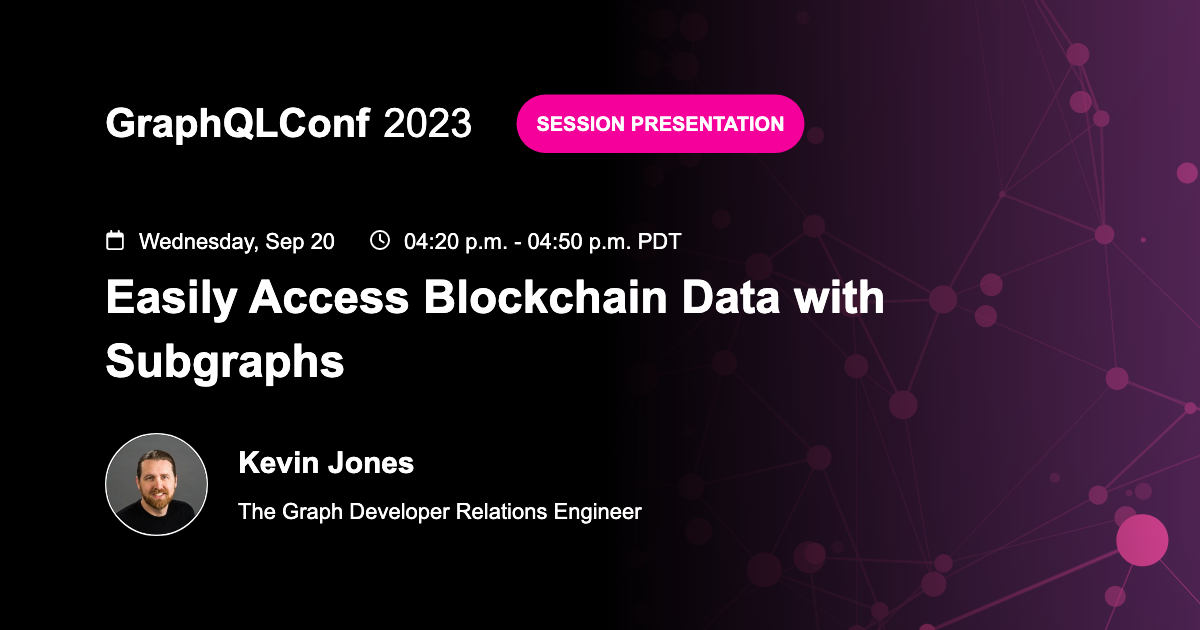 GraphQLConf 2023
SESSION PRESENTATION
Wednesday, Sep 20
04:20 p.m. - 04:50 p.m. PDT
Easily Access Blockchain Data with
Subgraphs
Kevin Jones
The Graph Developer Relations Engineer